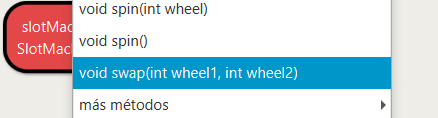 void spin(int wheel)
slotMac
void spin()
SlotMac
void swap(int wheel1, int wheel2)
más métodos